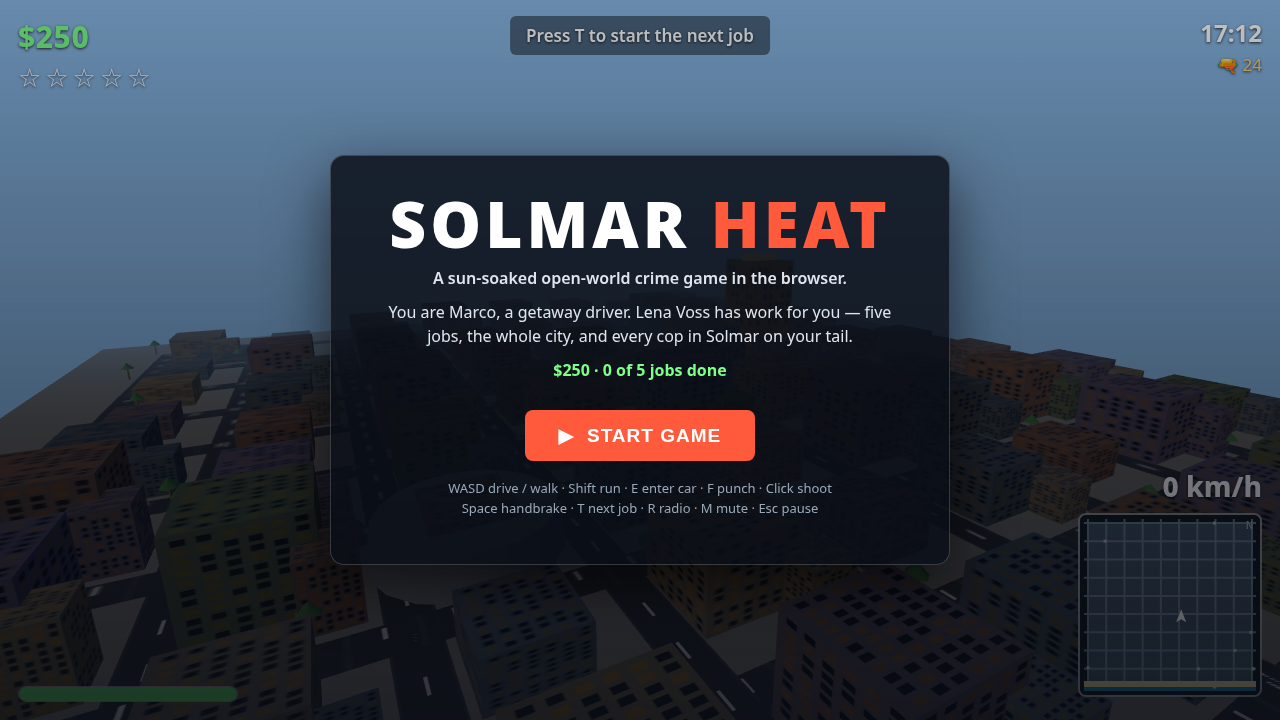 $250
☆☆☆☆☆
Press T to start the next job
17:12
24
SOLMAR HEAT
A sun-soaked open-world crime game in the browser.
You are Marco, a getaway driver. Lena Voss has work for you — five
jobs, the whole city, and every cop in Solmar on your tail.
$250 · 0 of 5 jobs done
▶ START GAME
WASD drive / walk · Shift run · E enter car · F punch · Click shoot
Space handbrake · T next job · R radio · M mute · Esc pause
0 km/h
N